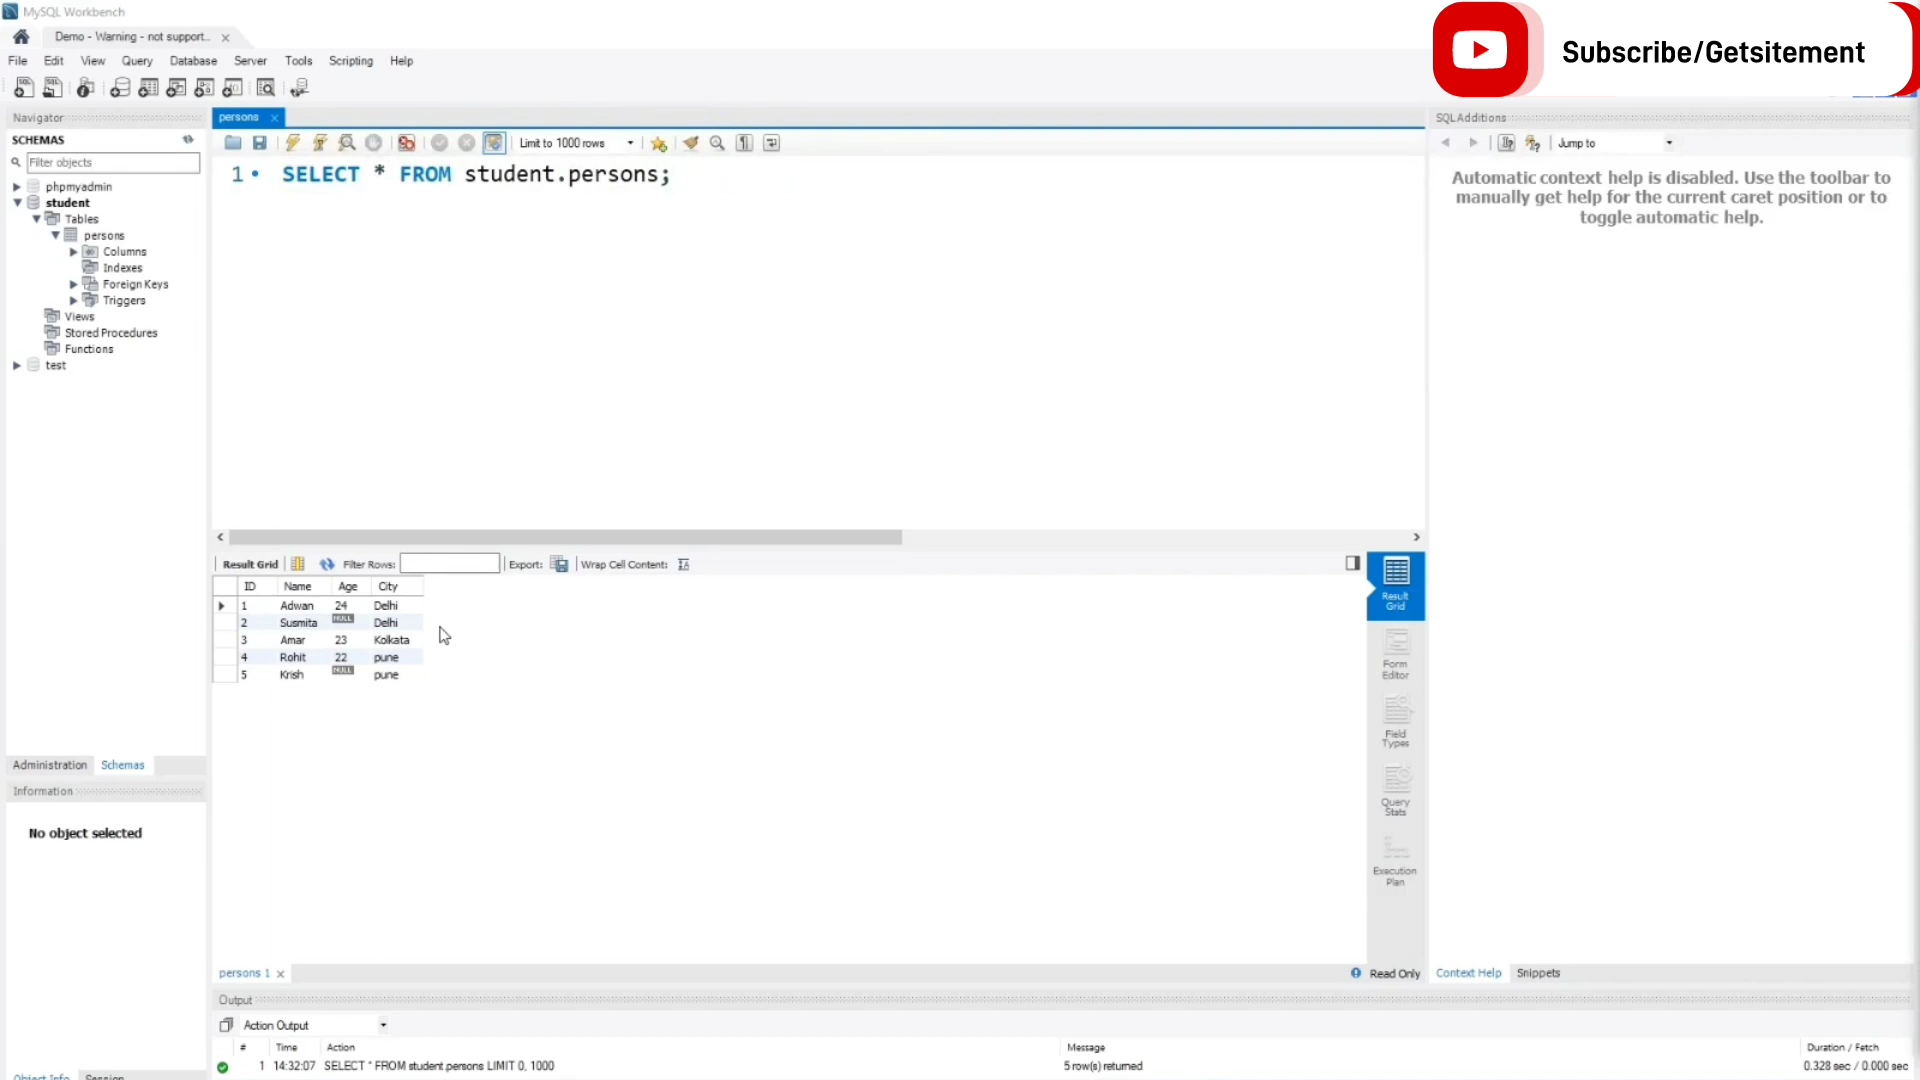 MySQL Workbench
Demo - Warning - not support...
Subscribe/Getsitement
File Edit View Query Database Server Tools Scripting Help
Navigator
SCHEMAS
Filter objects
phpmyadmin
student
Tables
persons
Columns
Indexes
Foreign Keys
Triggers
Views
Stored Procedures
Functions
test
Administration Schemas
Information
No object selected
Object Info Session
persons
Limit to 1000 rows
1 SELECT * FROM student.persons;
Result Grid Filter Rows: Export: Wrap Cell Content:
ID Name Age City
1 Adwan 24 Delhi
2 Susmita NULL Delhi
3 Amar 23 Kolkata
4 Rohit 22 pune
5 Krish NULL pune
Result
Grid
Form
Editor
Field
Types
Query
Stats
Execution
Plan
persons 1
Read Only
SQLAdditions
Jump to
Automatic context help is disabled. Use the toolbar to
manually get help for the current caret position or to
toggle automatic help.
Context Help Snippets
Output
Action Output
# Time Action Message Duration / Fetch
1 14:32:07 SELECT * FROM student.persons LIMIT 0, 1000 5 row(s) returned 0.328 sec / 0.000 sec